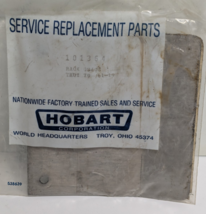 SERVICE REPLACEMENT PARTS
NATIONWIDE FACTORY TRAINED SALES AND SERVICE
HOBART
CORPORATION
WORLD HEADQUARTERS TROY, OHIO 45374